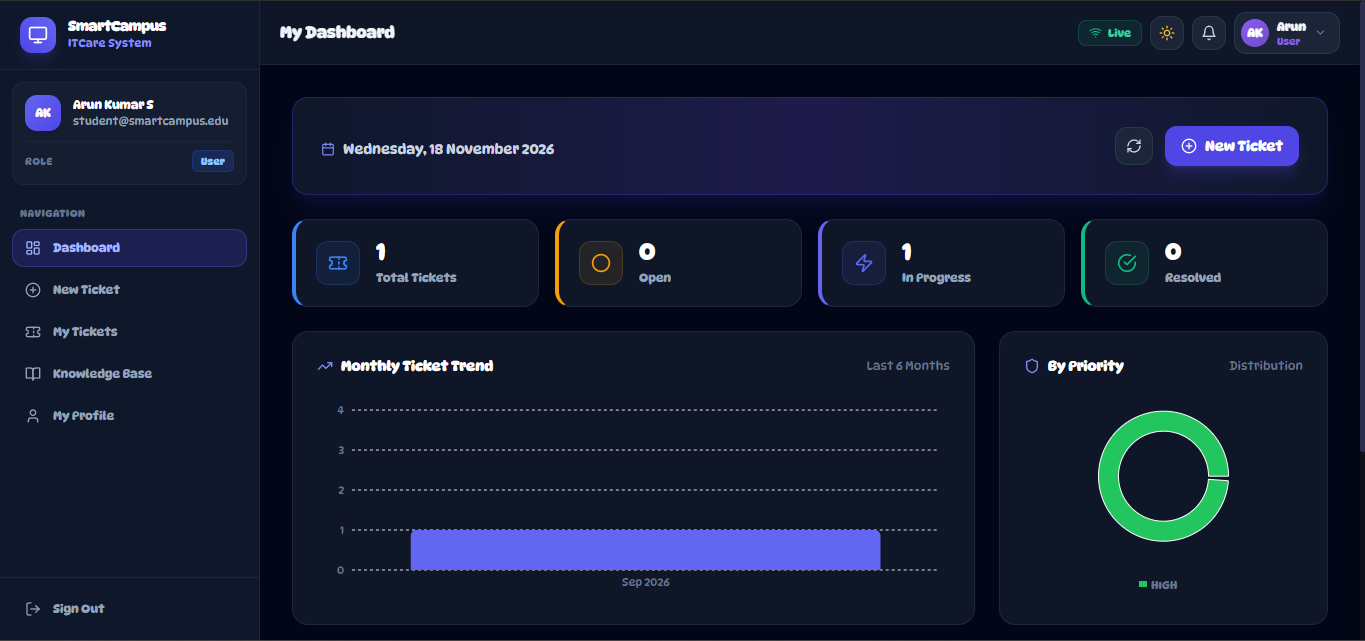 SmartCampus
ITCare System
AK
Arun Kumar S
student@smartcampus.edu
ROLE
User
NAVIGATION
Dashboard
New Ticket
My Tickets
Knowledge Base
My Profile
Sign Out
My Dashboard
Live
AK
Arun
User
Wednesday, 18 November 2026
New Ticket
1
Total Tickets
0
Open
1
In Progress
0
Resolved
Monthly Ticket Trend
Last 6 Months
4
3
2
1
0
Sep 2026
By Priority
Distribution
HIGH